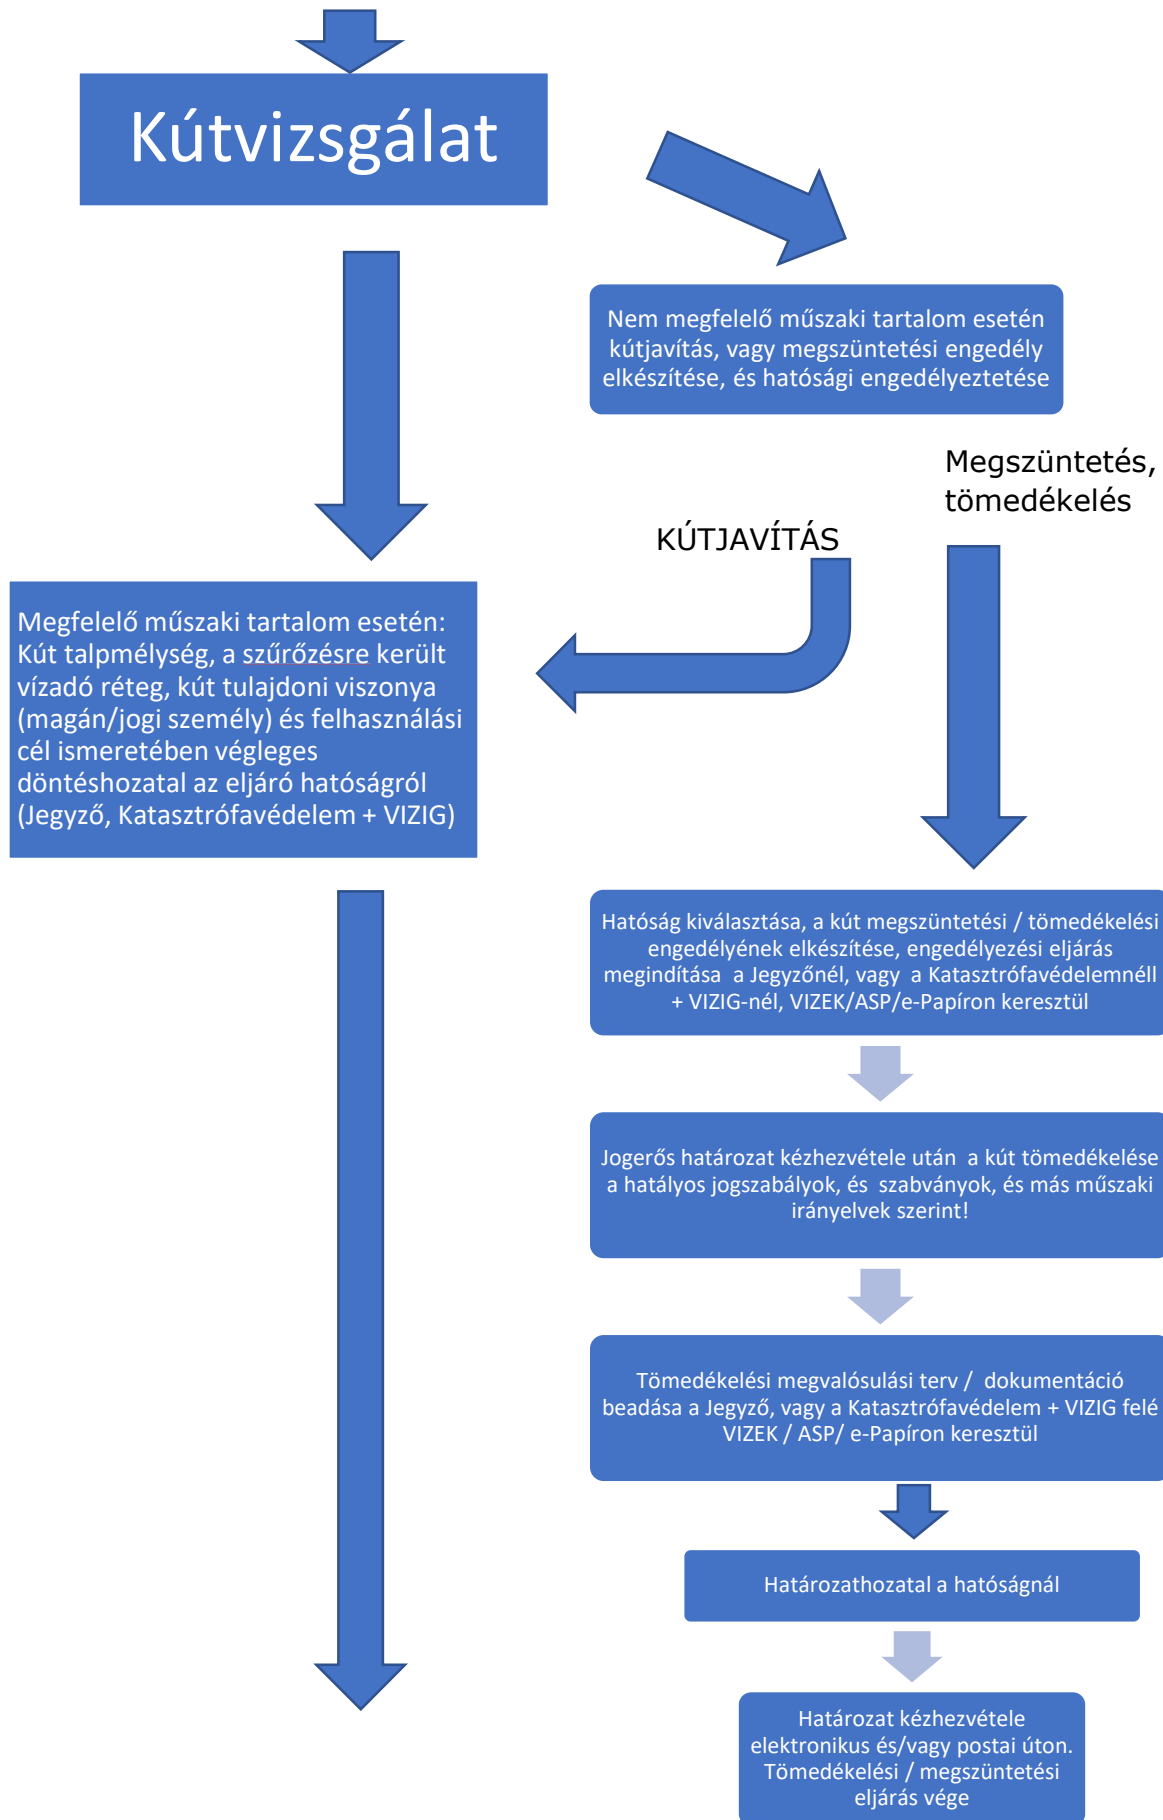 Kútvizsgálat
Nem megfelelő műszaki tartalom esetén
kútjavítás, vagy megszüntetési engedély
elkészítése, és hatósági engedélyeztetése
Megszüntetés,
tömedékelés
KÚTJAVÍTÁS
Megfelelő műszaki tartalom esetén:
Kút talpmélység, a szűrőzésre került
vízadó réteg, kút tulajdoni viszonya
(magán/jogi személy) és felhasználási
cél ismeretében végleges
döntéshozatal az eljáró hatóságról
(Jegyző, Katasztrófavédelem + VIZIG)
Hatóság kiválasztása, a kút megszüntetési / tömedékelési
engedélyének elkészítése, engedélyezési eljárás
megindítása  a Jegyzőnél, vagy  a Katasztrófavédelemnéll
+ VIZIG-nél, VIZEK/ASP/e-Papíron keresztül
Jogerős határozat kézhezvétele után  a kút tömedékelése
a hatályos jogszabályok, és  szabványok, és más műszaki
irányelvek szerint!
Tömedékelési megvalósulási terv /  dokumentáció
beadása a Jegyző, vagy a Katasztrófavédelem + VIZIG felé
VIZEK / ASP/ e-Papíron keresztül
Határozathozatal a hatóságnál
Határozat kézhezvétele
elektronikus és/vagy postai úton.
Tömedékelési / megszüntetési
eljárás vége